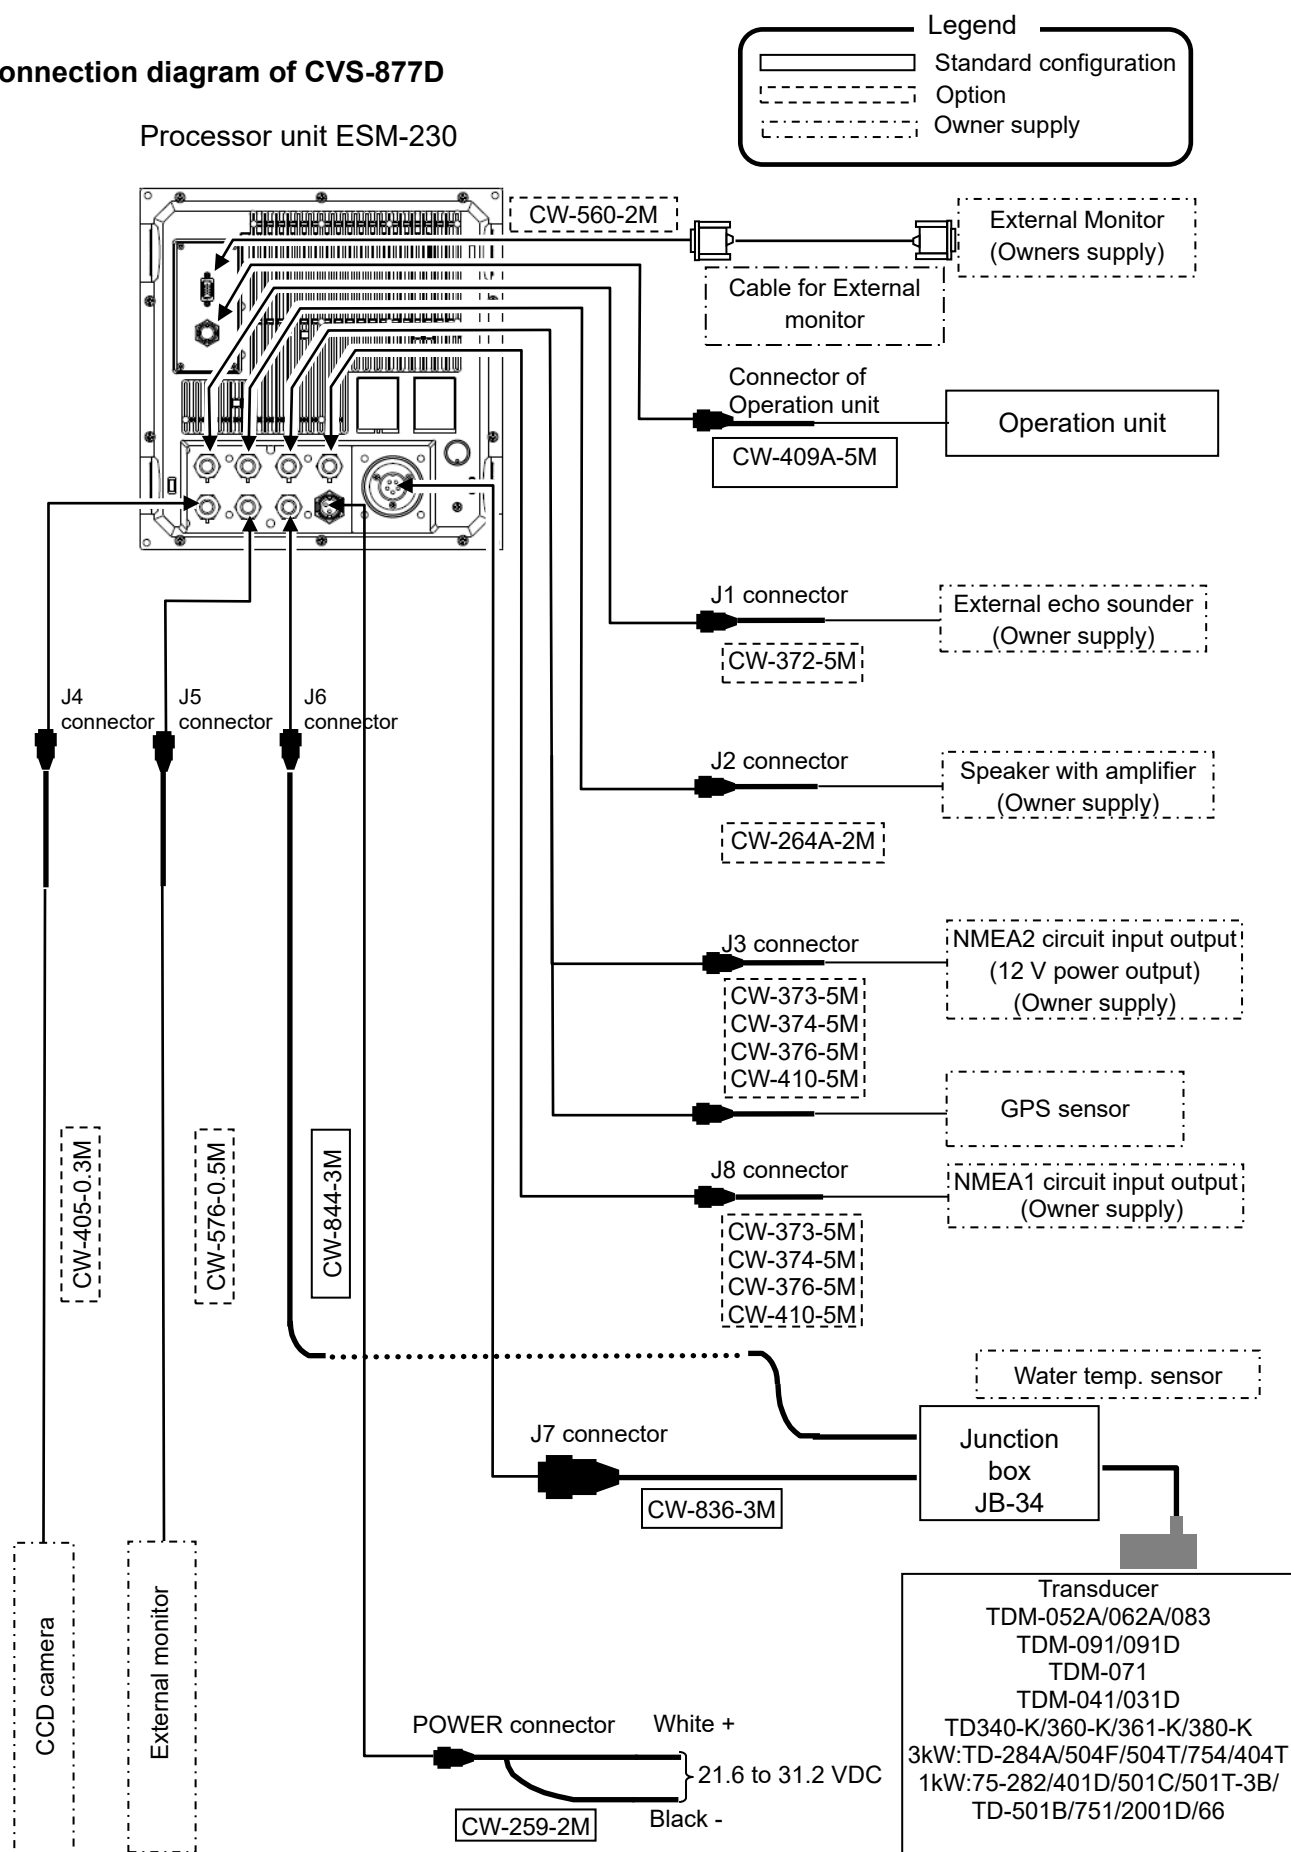 Legend
Standard configuration
Option
Owner supply
onnection diagram of CVS-877D
Processor unit ESM-230
CW-560-2M
External Monitor
(Owners supply)
Cable for External
monitor
Connector of
Operation unit
Operation unit
CW-409A-5M
J1 connector
External echo sounder
(Owner supply)
CW-372-5M
J4
connector
J5
connector
J6
connector
J2 connector
Speaker with amplifier
(Owner supply)
CW-264A-2M
J3 connector
NMEA2 circuit input output
(12 V power output)
(Owner supply)
CW-373-5M
CW-374-5M
CW-376-5M
CW-410-5M
GPS sensor
J8 connector
NMEA1 circuit input output
(Owner supply)
CW-373-5M
CW-374-5M
CW-376-5M
CW-410-5M
CW-405-0.3M
CW-576-0.5M
CW-844-3M
Water temp. sensor
J7 connector
Junction
box
JB-34
CW-836-3M
CCD camera
External monitor
Transducer
TDM-052A/062A/083
TDM-091/091D
TDM-071
TDM-041/031D
TD340-K/360-K/361-K/380-K
3kW:TD-284A/504F/504T/754/404T
1kW:75-282/401D/501C/501T-3B/
TD-501B/751/2001D/66
POWER connector
White +
21.6 to 31.2 VDC
Black -
CW-259-2M